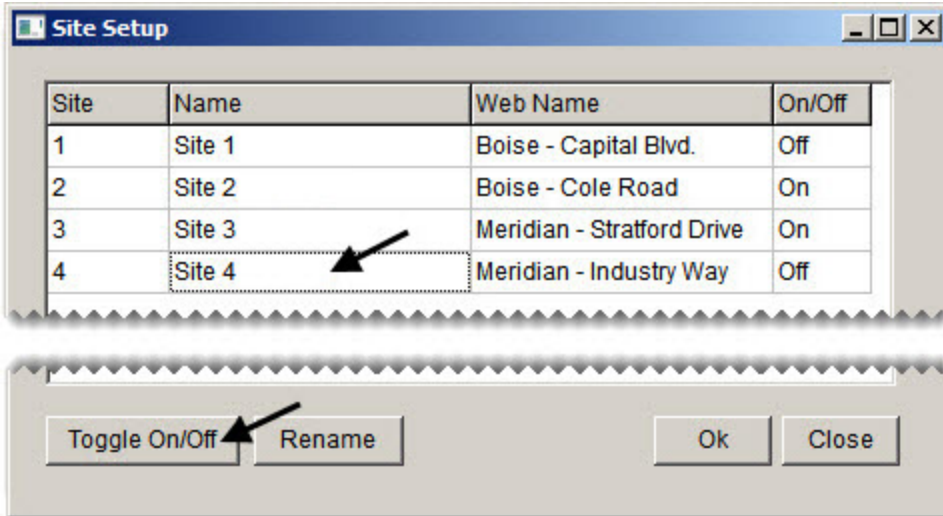 Site Setup
Site Name Web Name On/Off
1 Site 1 Boise - Capital Blvd. Off
2 Site 2 Boise - Cole Road On
3 Site 3 Meridian - Stratford Drive On
4 Site 4 Meridian - Industry Way Off
Toggle On/Off Rename Ok Close